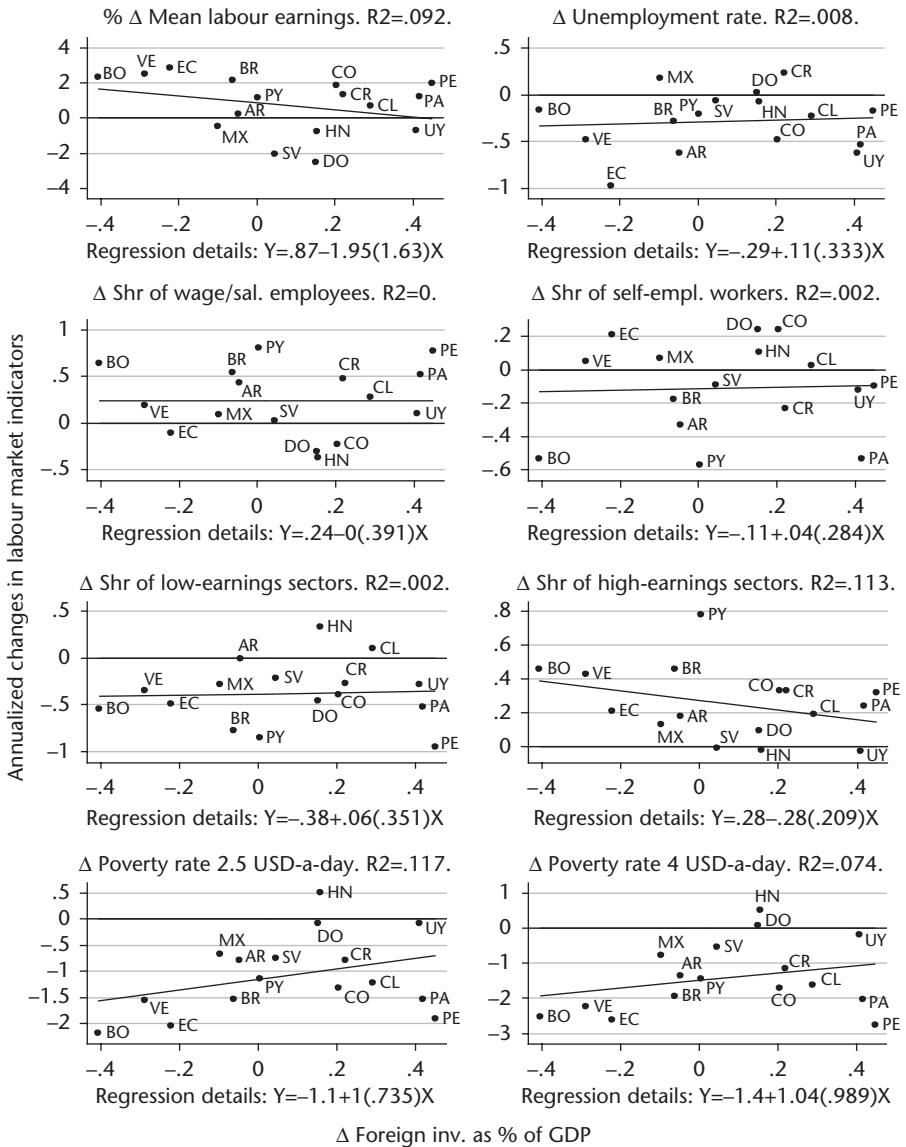 % Δ Mean labour earnings. R2=.092.
4
2
0
−2
−4
BO
VE
EC
BR
PY
AR
MX
SV
CO
CR
HN
DO
CL
PE
PA
UY
−.4 −.2 0 .2 .4
Regression details: Y=.87−1.95(1.63)X
Δ Unemployment rate. R2=.008.
0
−.5
−1
BO
VE
EC
MX
BR
PY
AR
SV
DO
HN
CR
CO
CL
PE
PA
UY
−.4 −.2 0 .2 .4
Regression details: Y=−.29+.11(.333)X
Δ Shr of wage/sal. employees. R2=0.
1
.5
0
−.5
BO
VE
EC
BR
AR
MX
PY
SV
DO
HN
CO
CR
CL
PE
PA
UY
−.4 −.2 0 .2 .4
Regression details: Y=.24−0(.391)X
Δ Shr of self-empl. workers. R2=.002.
.2
0
−.2
−.4
−.6
BO
VE
EC
MX
BR
AR
PY
SV
DO
CO
HN
CR
CL
PE
UY
PA
−.4 −.2 0 .2 .4
Regression details: Y=−.11+.04(.284)X
Δ Shr of low-earnings sectors. R2=.002.
.5
0
−.5
−1
BO
VE
EC
MX
AR
BR
PY
SV
HN
CR
DO
CO
CL
UY
PA
PE
−.4 −.2 0 .2 .4
Regression details: Y=−.38+.06(.351)X
Δ Shr of high-earnings sectors. R2=.113.
.8
.6
.4
.2
0
BO
VE
EC
BR
MX
AR
PY
SV
CO
CR
DO
HN
CL
PE
PA
UY
−.4 −.2 0 .2 .4
Regression details: Y=.28−.28(.209)X
Δ Poverty rate 2.5 USD-a-day. R2=.117.
.5
0
−.5
−1
−1.5
−2
BO
VE
EC
MX
AR
BR
PY
SV
HN
DO
CR
CO
CL
UY
PA
PE
−.4 −.2 0 .2 .4
Regression details: Y=−1.1+1(.735)X
Δ Poverty rate 4 USD-a-day. R2=.074.
1
0
−1
−2
−3
BO
VE
EC
MX
AR
BR
PY
SV
HN
DO
CR
CO
CL
UY
PA
PE
−.4 −.2 0 .2 .4
Regression details: Y=−1.4+1.04(.989)X
Annualized changes in labour market indicators
Δ Foreign inv. as % of GDP